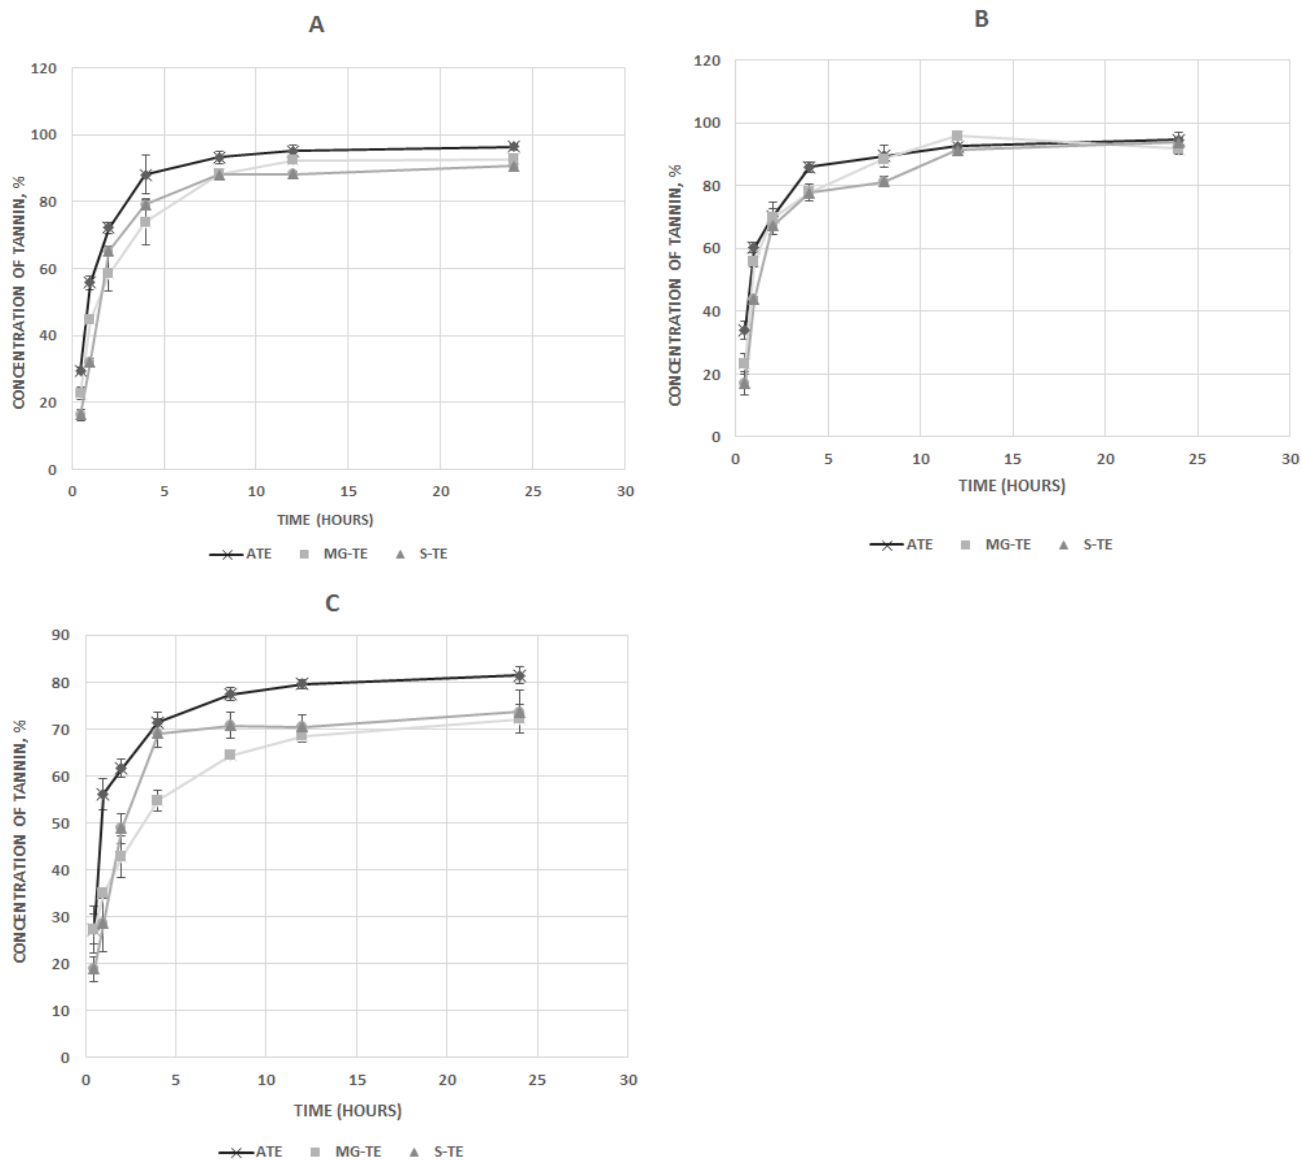 A
CONCENTRATION OF TANNIN, %
120
100
80
60
40
20
0
0 5 10 15 20 25 30
TIME (HOURS)
ATE MG-TE S-TE
B
CONCENTRATION OF TANNIN, %
120
100
80
60
40
20
0
0 5 10 15 20 25 30
TIME (HOURS)
ATE MG-TE S-TE
C
CONCENTRATION OF TANNIN, %
90
80
70
60
50
40
30
20
10
0
0 5 10 15 20 25 30
TIME (HOURS)
ATE MG-TE S-TE